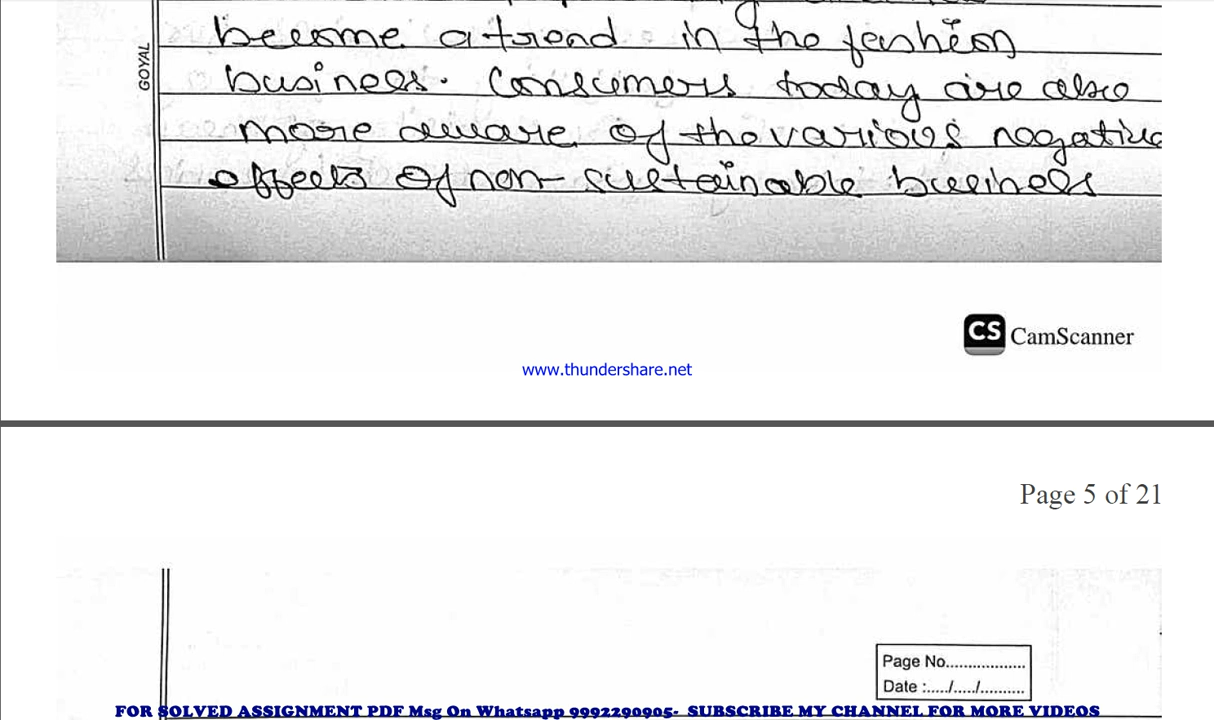 become a trend in the fashion
GOYAL
business. Consumers today are also
more aware of the various negative
effects of non-sustainable business
CS CamScanner
www.thundershare.net
Page 5 of 21
Page No..................
Date :...../...../..........
FOR SOLVED ASSIGNMENT PDF Msg On Whatsapp 9992290905- SUBSCRIBE MY CHANNEL FOR MORE VIDEOS